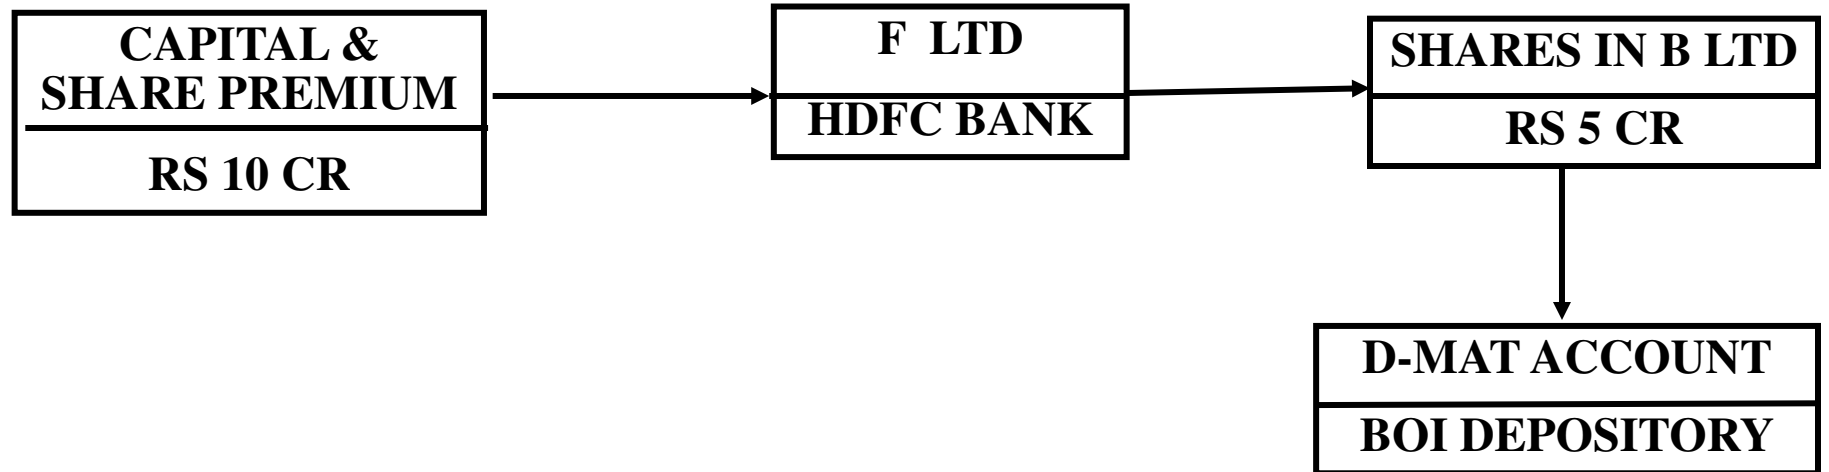 CAPITAL &
SHARE PREMIUM
RS 10 CR
F LTD
HDFC BANK
SHARES IN B LTD
RS 5 CR
D-MAT ACCOUNT
BOI DEPOSITORY